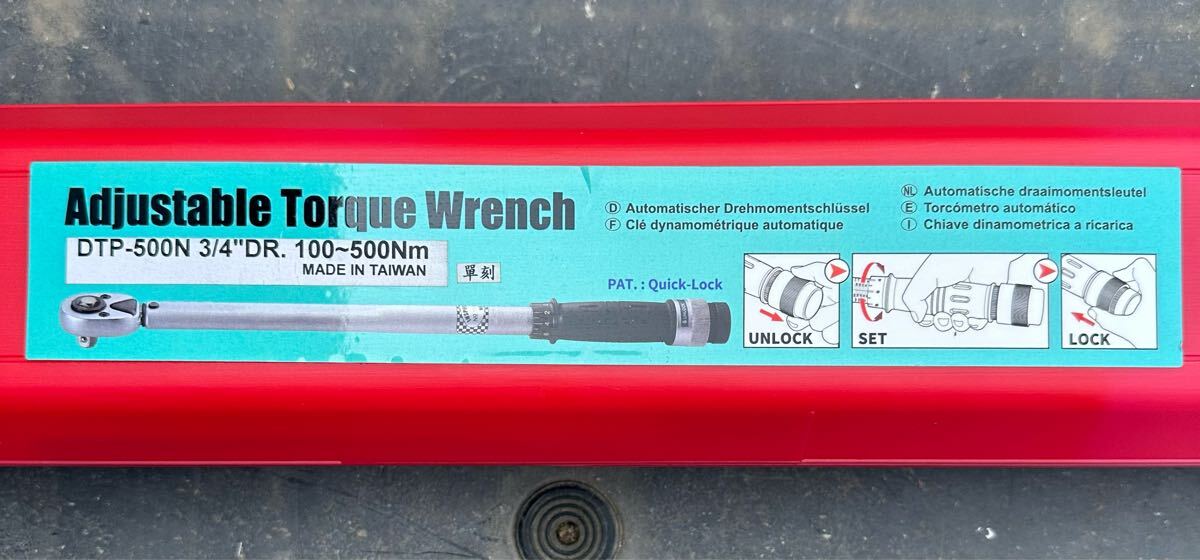 Adjustable Torque Wrench
DTP-500N 3/4"DR. 100~500Nm
MADE IN TAIWAN
單刻
Ⓓ Automatischer Drehmomentschlüssel
Ⓕ Clé dynamométrique automatique
NL Automatische draaimomentsleutel
Ⓔ Torcómetro automático
Ⓘ Chiave dinamometrica a ricarica
PAT. : Quick-Lock
UNLOCK
SET
LOCK